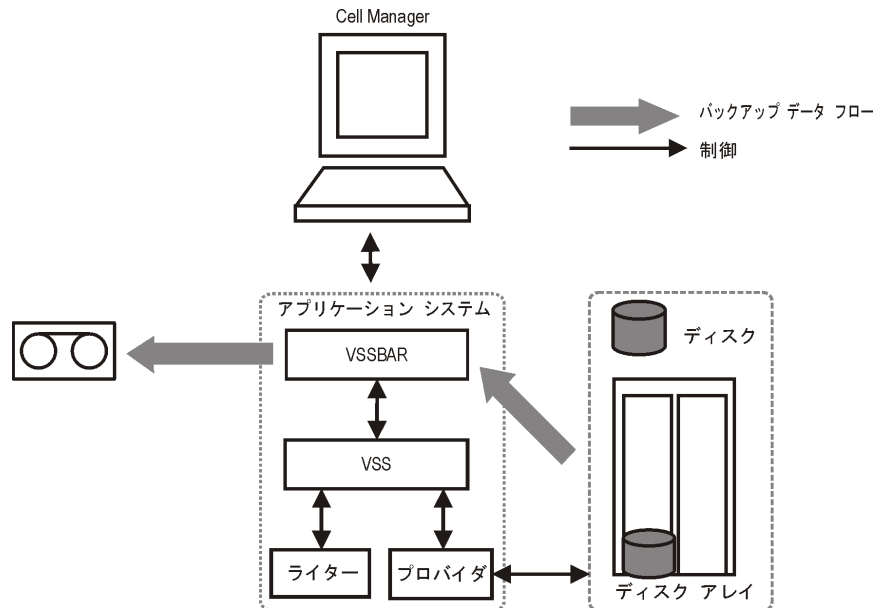 Cell Manager
バックアップ データ フロー
制御
アプリケーション システム
VSSBAR
VSS
ライター
プロバイダ
ディスク
ディスク アレイ